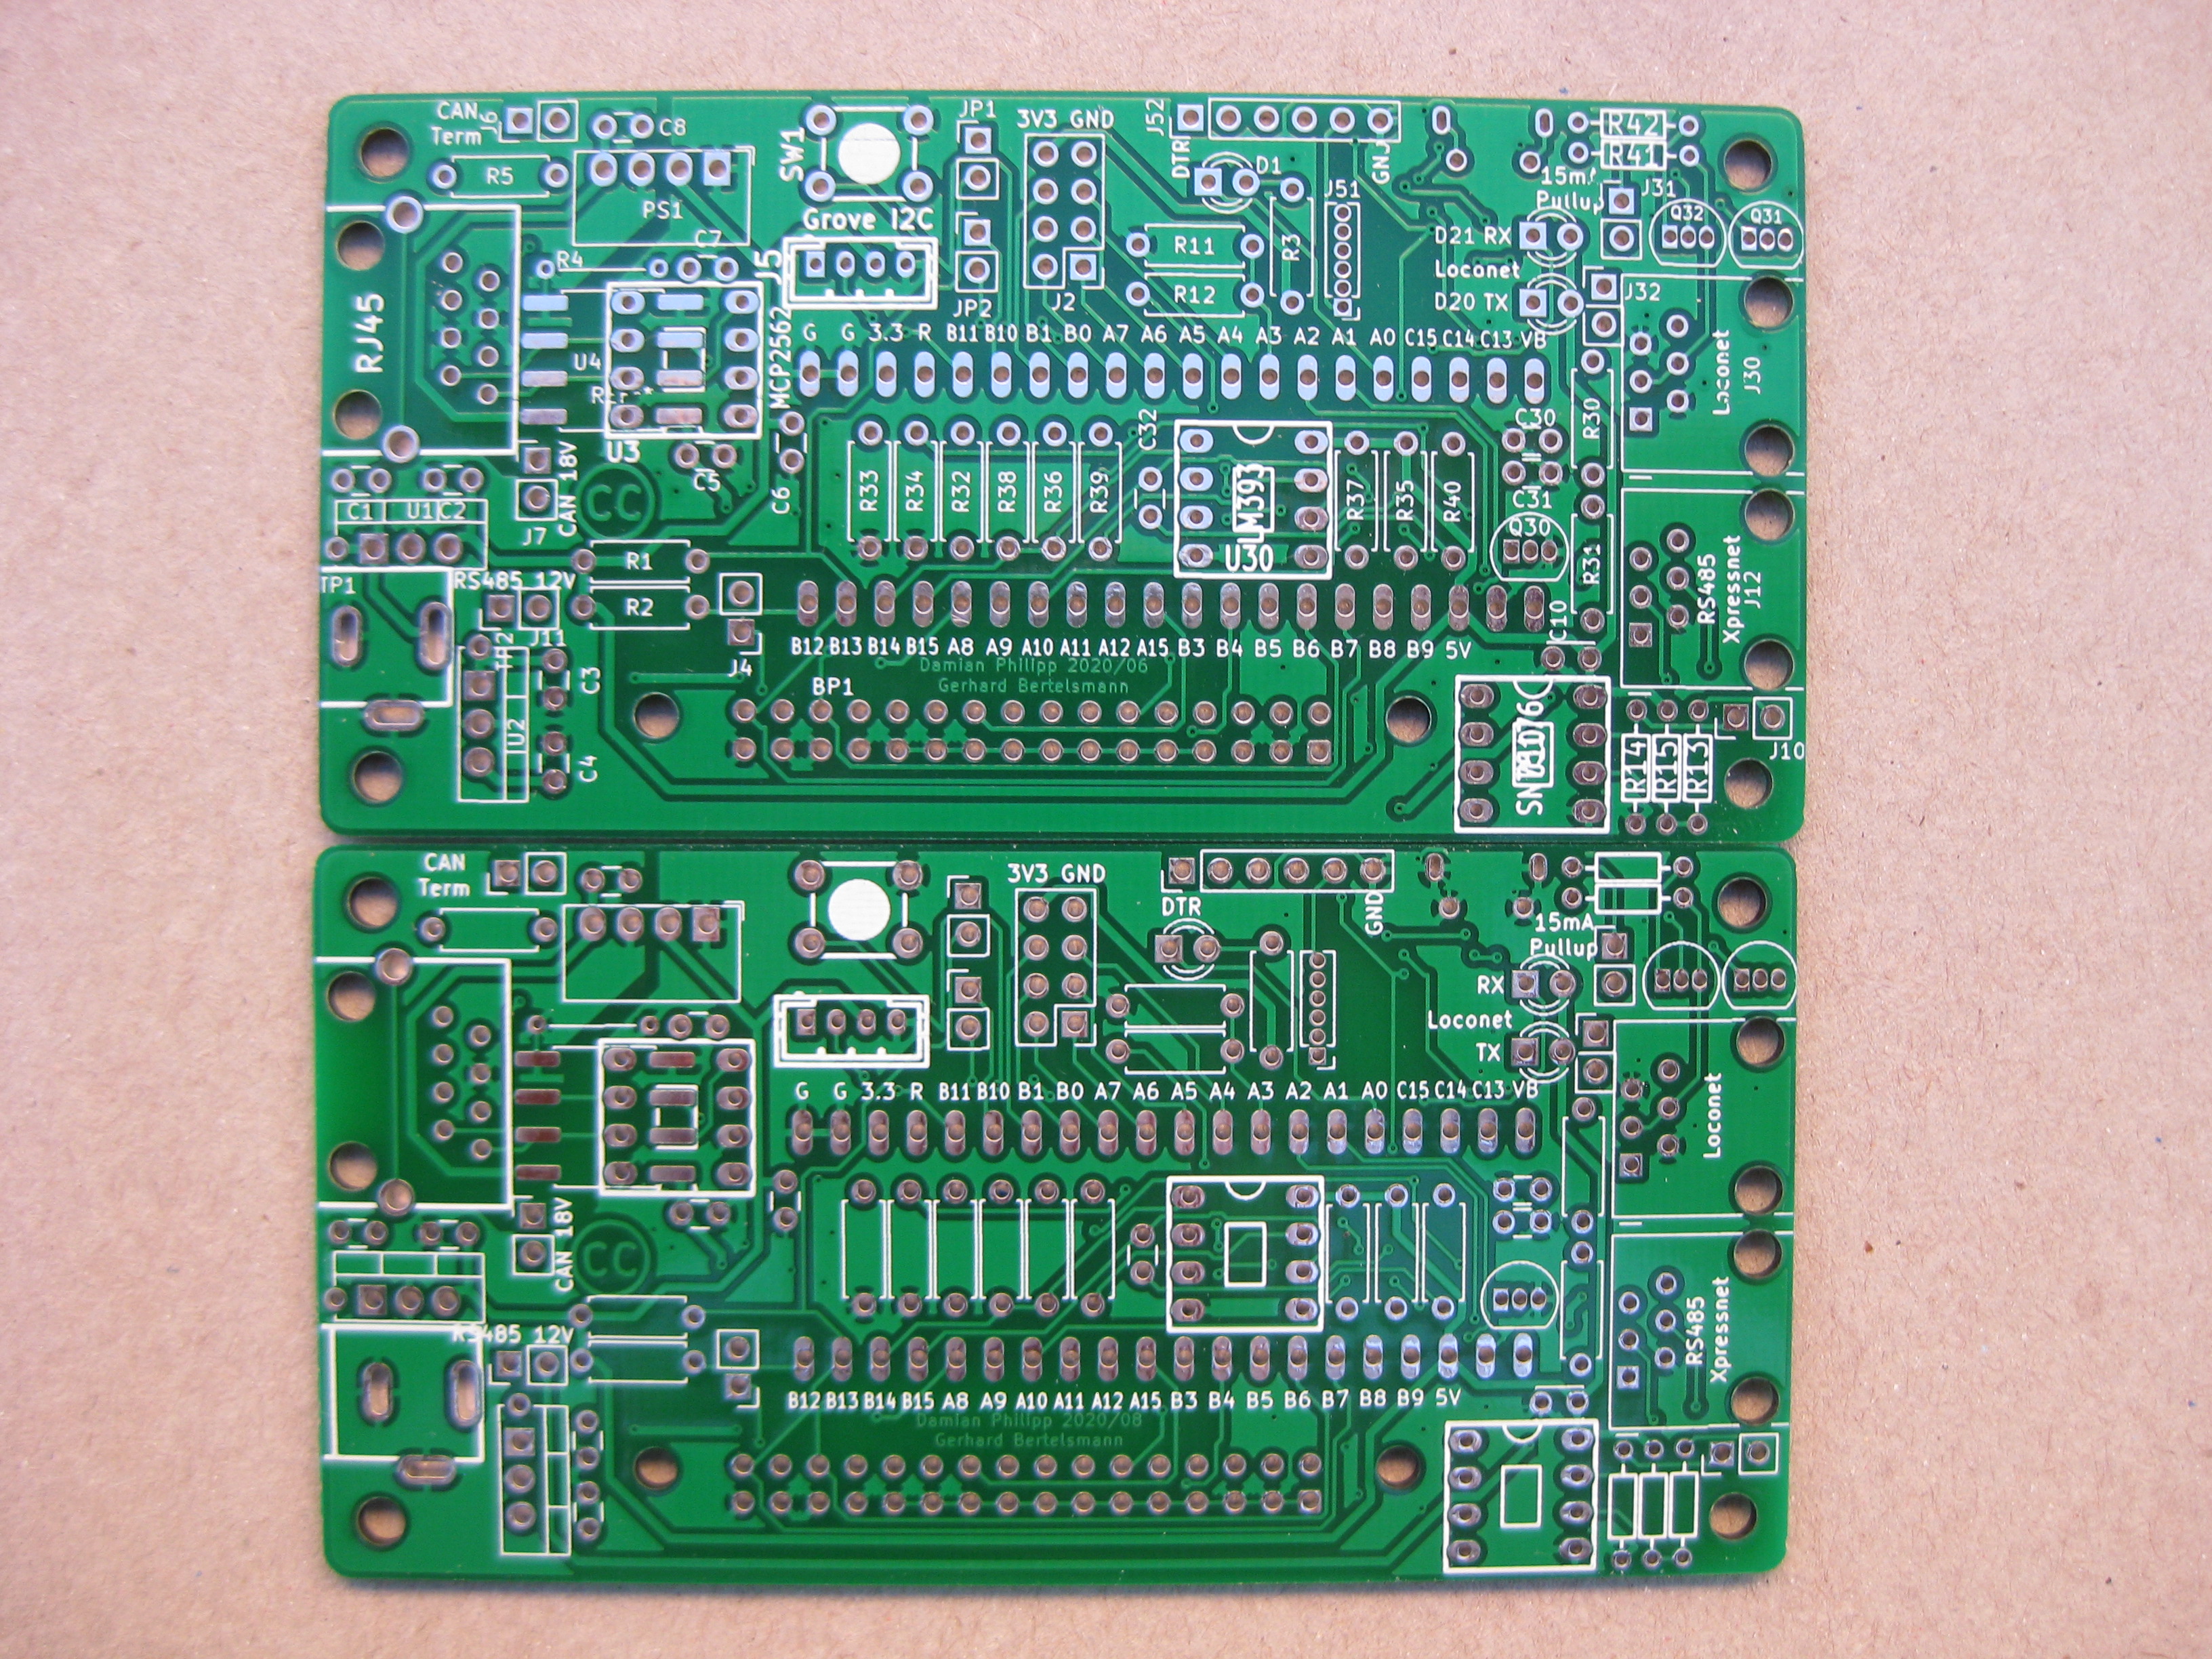 CAN
Term
J6
C8
R5
PS1
SW1
Grove I2C
J5
JP1
JP2
3V3 GND
J2
J52
DTR
D1
J51
R11
R12
R3
R42
R41
Pullup
J31
Q32
Q31
D21 RX
Loconet
D20 TX
J32
RJ45
R4
C7
U4
U3
MCP2562
C5
C6
G G 3.3 R B11 B10 B1 B0 A7 A6 A5 A4 A3 A2 A1 A0 C15 C14 C13 VB
Loconet
J30
CAN 18V
J7
CC
C1 U1 C2
R33
R34
R32
R38
R36
R39
C32
LM393
U30
R37
R35
R40
C30
C31
Q30
R30
R31
TP1
RS485 12V
J11
R1
R2
J4
RS485
Xpressnet
J12
C10
B12 B13 B14 B15 A8 A9 A10 A11 A12 A15 B3 B4 B5 B6 B7 B8 B9 5V
Damian Philipp 2020/06
Gerhard Bertelsmann
BP1
TP2
U2
C3
C4
R14
R15
R13
J10
CAN
Term
3V3 GND
DTR
GND
15mA
Pullup
RX
Loconet
TX
G G 3.3 R B11 B10 B1 B0 A7 A6 A5 A4 A3 A2 A1 A0 C15 C14 C13 VB
Loconet
CAN 18V
CC
RS485 12V
RS485
Xpressnet
B12 B13 B14 B15 A8 A9 A10 A11 A12 A15 B3 B4 B5 B6 B7 B8 B9 5V
Damian Philipp 2020/08
Gerhard Bertelsmann